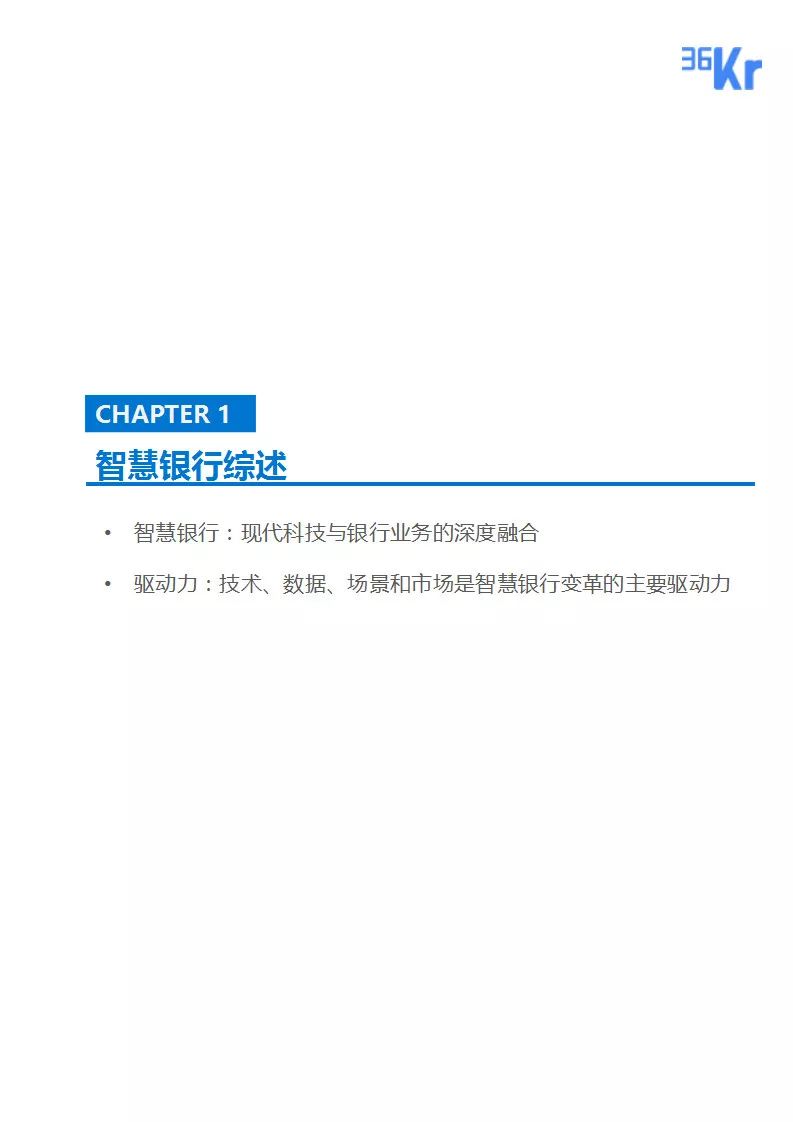 36Kr
CHAPTER 1
智慧银行综述
• 智慧银行：现代科技与银行业务的深度融合
• 驱动力：技术、数据、场景和市场是智慧银行变革的主要驱动力